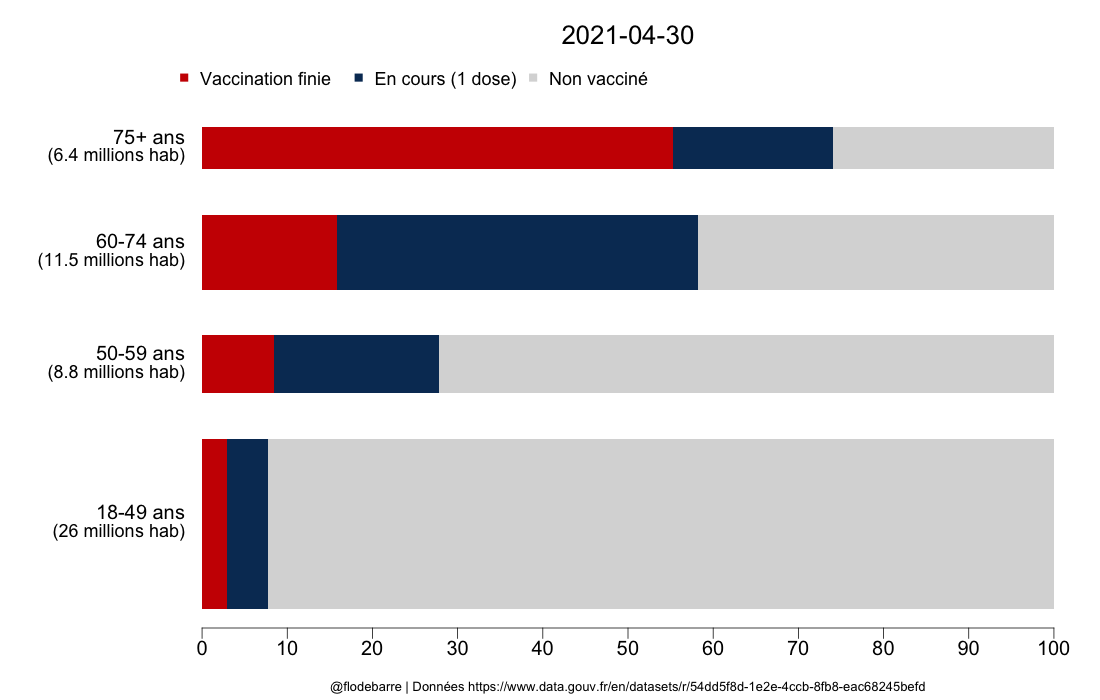 2021-04-30
Vaccination finie En cours (1 dose) Non vacciné
75+ ans
(6.4 millions hab)
60-74 ans
(11.5 millions hab)
50-59 ans
(8.8 millions hab)
18-49 ans
(26 millions hab)
0 10 20 30 40 50 60 70 80 90 100
@flodebarre | Données https://www.data.gouv.fr/en/datasets/r/54dd5f8d-1e2e-4ccb-8fb8-eac68245befd